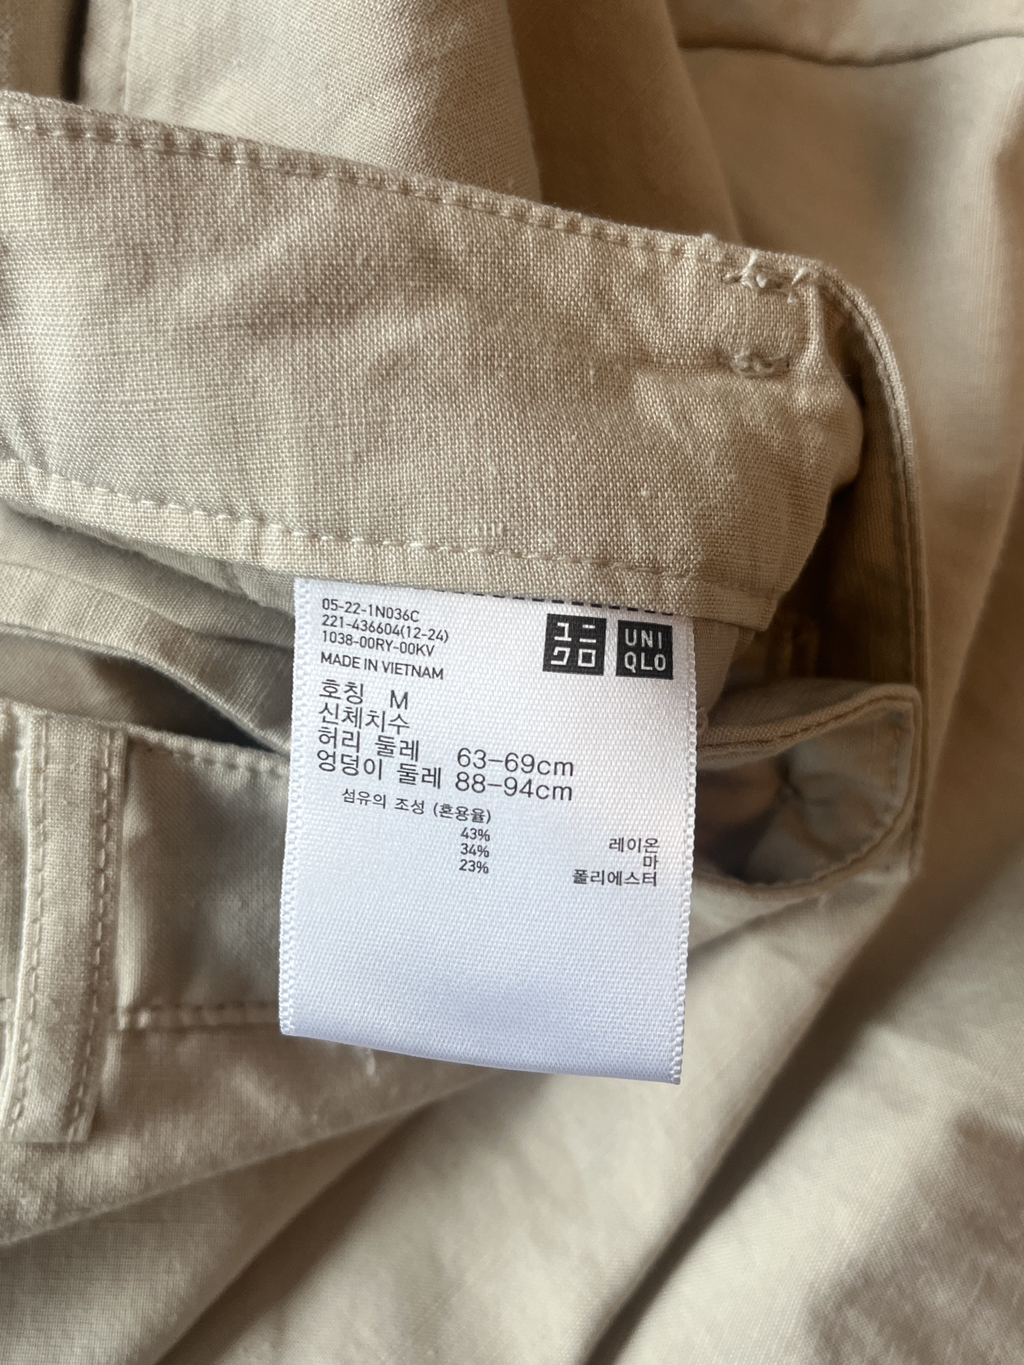 05-22-1N036C
221-436604(12-24)
1038-00RY-00KV
MADE IN VIETNAM
ユニ
クロ
UNI
QLO
호칭 M
신체치수
허리 둘레 63-69cm
엉덩이 둘레 88-94cm
섬유의 조성 (혼용율)
43% 레이온
34% 마
23% 폴리에스터